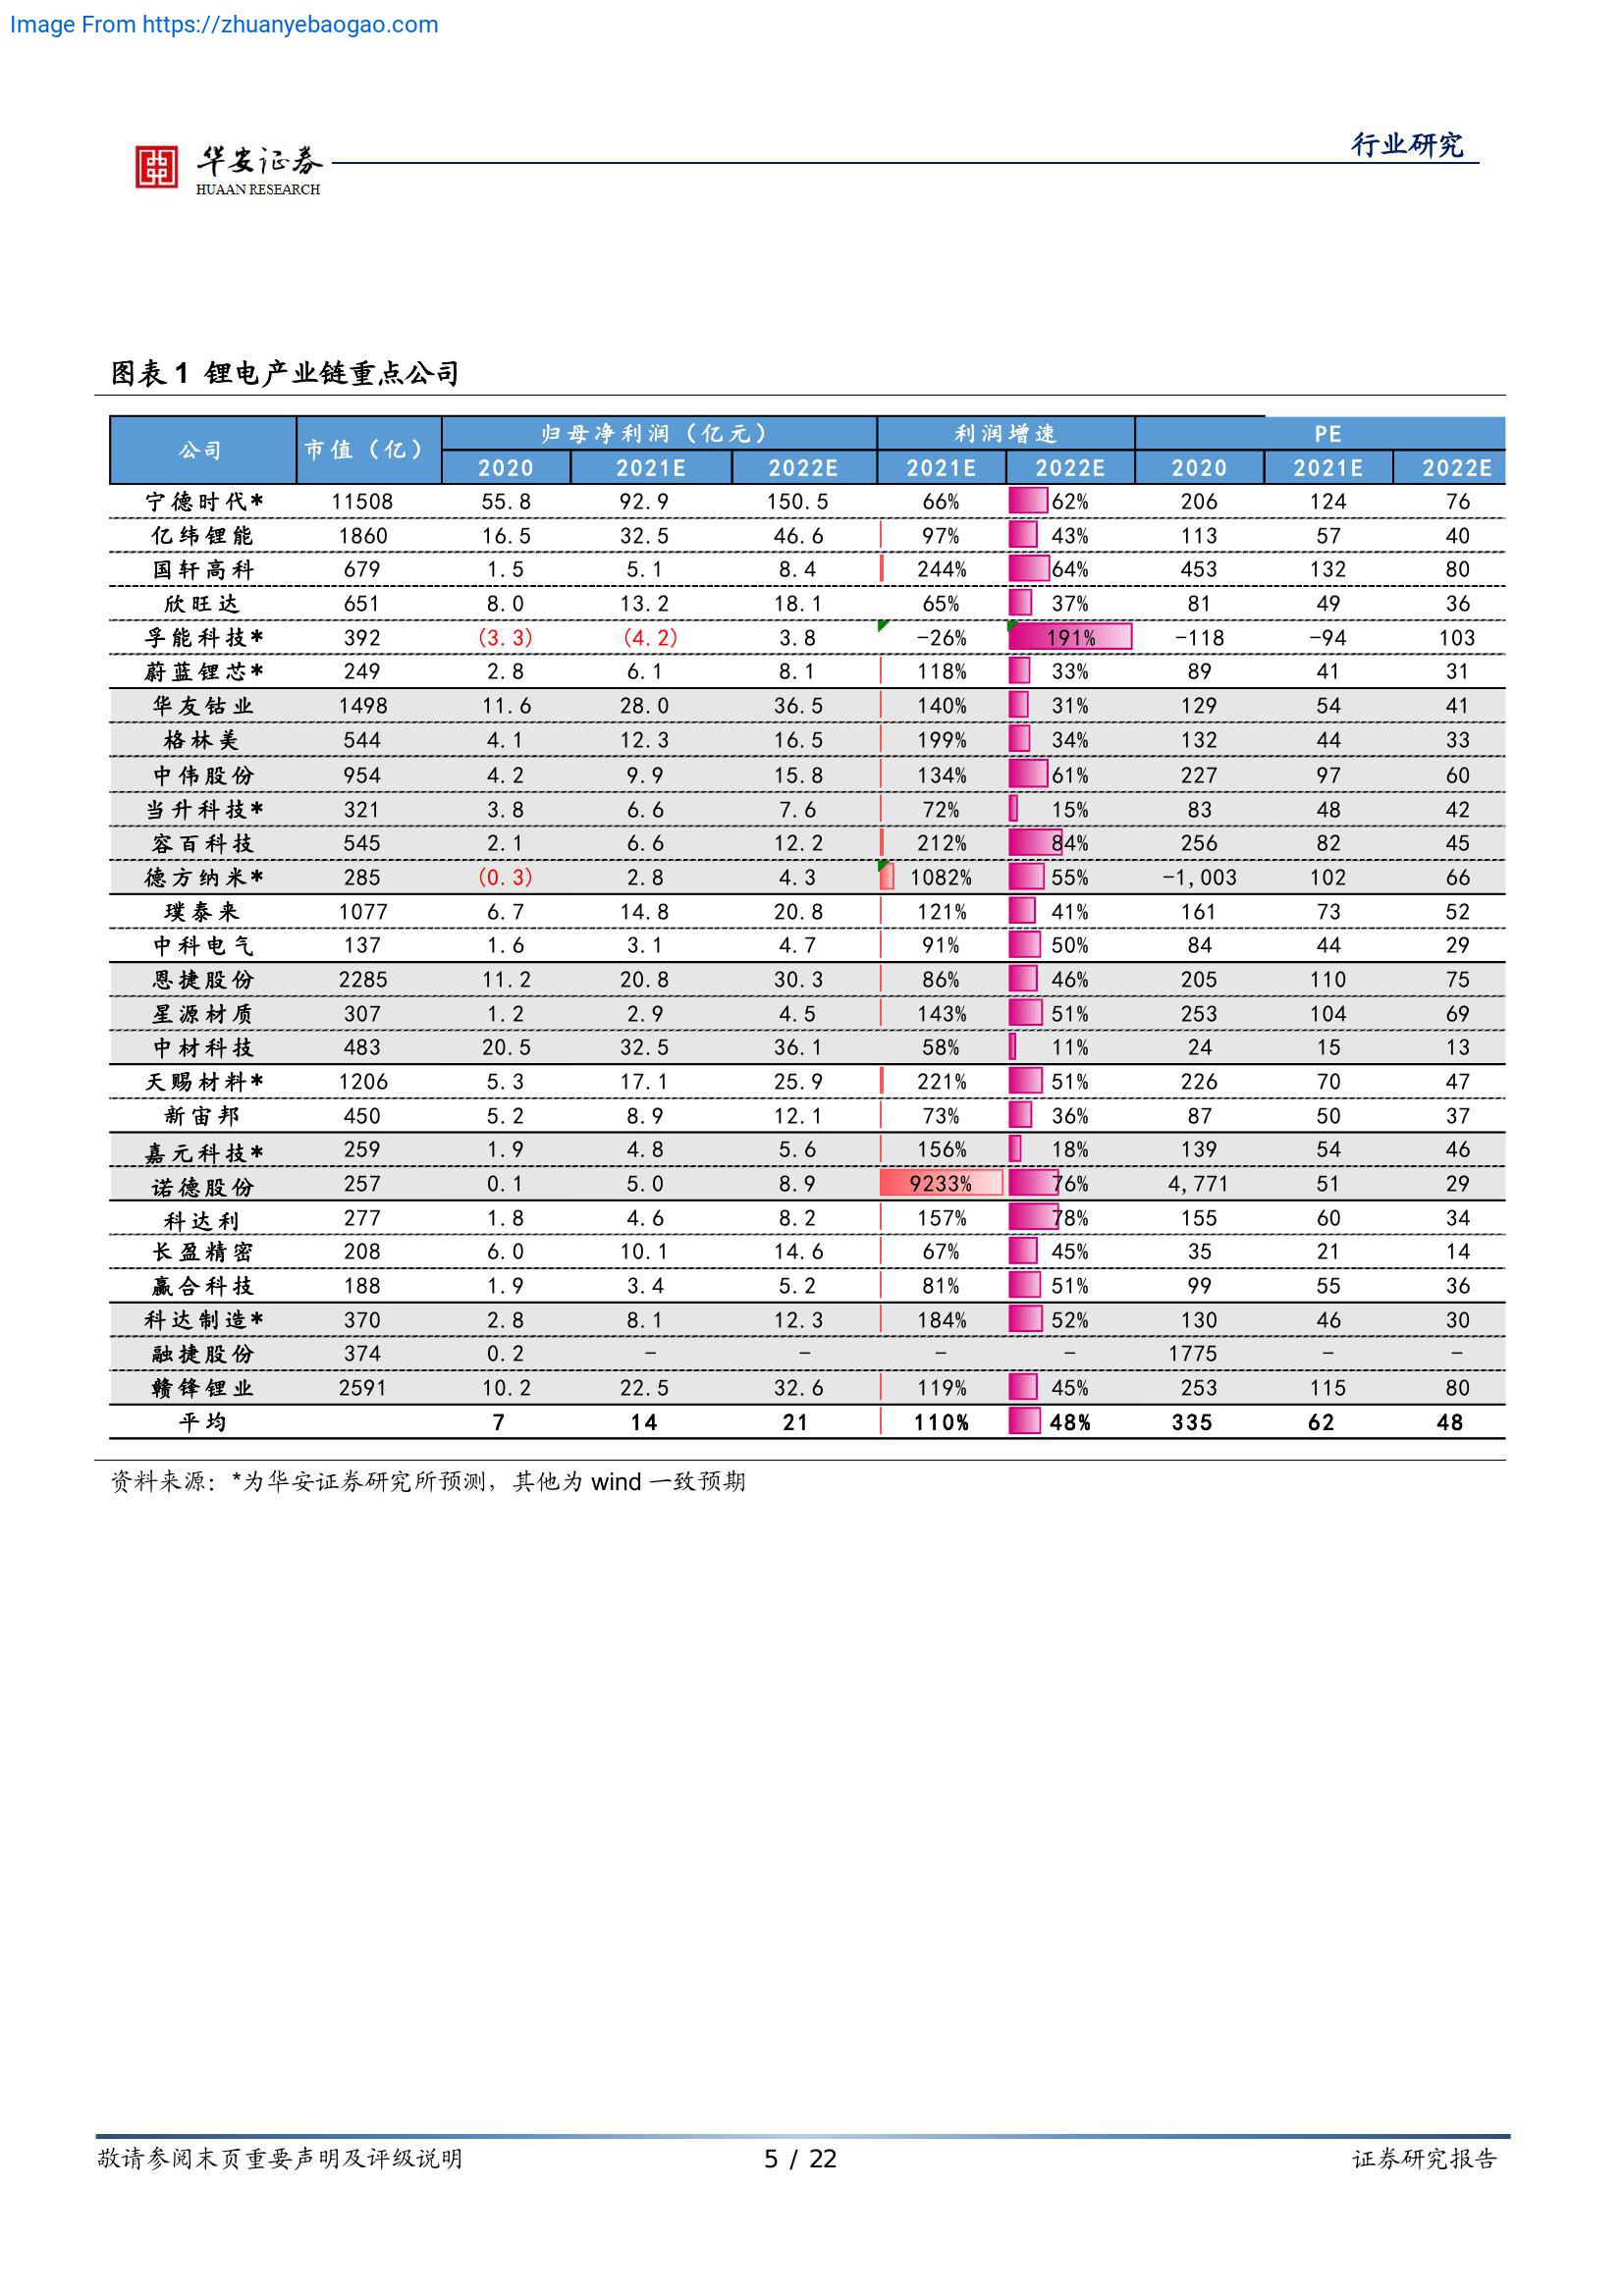 Image From https://zhuanyebaogao.com
华安证券
HUAAN RESEARCH
行业研究
图表 1 锂电产业链重点公司
公司 市值（亿） 归母净利润（亿元） 利润增速 PE
2020 2021E 2022E 2021E 2022E 2020 2021E 2022E
宁德时代* 11508 55.8 92.9 150.5 66% 62% 206 124 76
亿纬锂能 1860 16.5 32.5 46.6 97% 43% 113 57 40
国轩高科 679 1.5 5.1 8.4 244% 64% 453 132 80
欣旺达 651 8.0 13.2 18.1 65% 37% 81 49 36
孚能科技* 392 (3.3) (4.2) 3.8 -26% 191% -118 -94 103
蔚蓝锂芯* 249 2.8 6.1 8.1 118% 33% 89 41 31
华友钴业 1498 11.6 28.0 36.5 140% 31% 129 54 41
格林美 544 4.1 12.3 16.5 199% 34% 132 44 33
中伟股份 954 4.2 9.9 15.8 134% 61% 227 97 60
当升科技* 321 3.8 6.6 7.6 72% 15% 83 48 42
容百科技 545 2.1 6.6 12.2 212% 84% 256 82 45
德方纳米* 285 (0.3) 2.8 4.3 1082% 55% -1,003 102 66
璞泰来 1077 6.7 14.8 20.8 121% 41% 161 73 52
中科电气 137 1.6 3.1 4.7 91% 50% 84 44 29
恩捷股份 2285 11.2 20.8 30.3 86% 46% 205 110 75
星源材质 307 1.2 2.9 4.5 143% 51% 253 104 69
中材科技 483 20.5 32.5 36.1 58% 11% 24 15 13
天赐材料* 1206 5.3 17.1 25.9 221% 51% 226 70 47
新宙邦 450 5.2 8.9 12.1 73% 36% 87 50 37
嘉元科技* 259 1.9 4.8 5.6 156% 18% 139 54 46
诺德股份 257 0.1 5.0 8.9 9233% 76% 4,771 51 29
科达利 277 1.8 4.6 8.2 157% 78% 155 60 34
长盈精密 208 6.0 10.1 14.6 67% 45% 35 21 14
赢合科技 188 1.9 3.4 5.2 81% 51% 99 55 36
科达制造* 370 2.8 8.1 12.3 184% 52% 130 46 30
融捷股份 374 0.2 - - - - 1775 - -
赣锋锂业 2591 10.2 22.5 32.6 119% 45% 253 115 80
平均 7 14 21 110% 48% 335 62 48
资料来源：*为华安证券研究所预测，其他为 wind 一致预期
敬请参阅末页重要声明及评级说明 5 / 22 证券研究报告